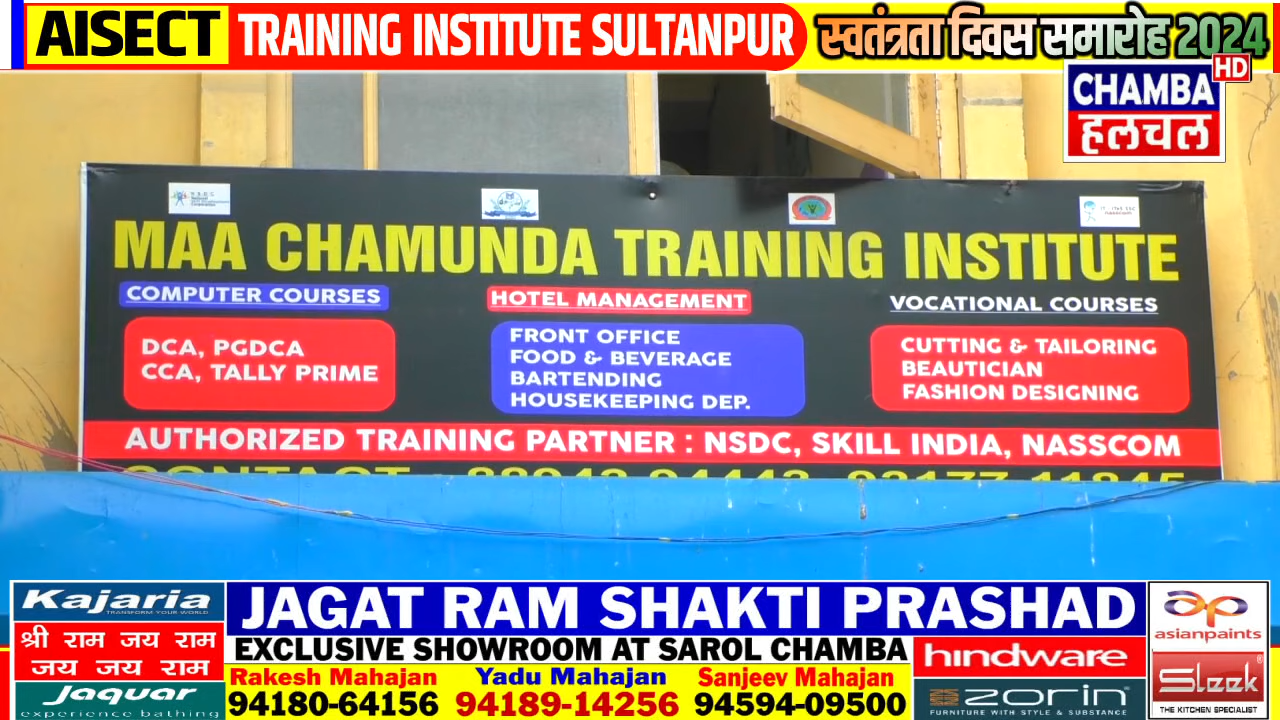 AISECT TRAINING INSTITUTE SULTANPUR स्वतंत्रता दिवस समारोह 2024
HD
CHAMBA
हलचल
MAA CHAMUNDA TRAINING INSTITUTE
COMPUTER COURSES
DCA, PGDCA
CCA, TALLY PRIME
HOTEL MANAGEMENT
FRONT OFFICE
FOOD & BEVERAGE
BARTENDING
HOUSEKEEPING DEP.
VOCATIONAL COURSES
CUTTING & TAILORING
BEAUTICIAN
FASHION DESIGNING
AUTHORIZED TRAINING PARTNER : NSDC, SKILL INDIA, NASSCOM
Kajaria
TRANSFORM YOUR WORLD
श्री राम जय राम
जय जय राम
Jaquar
experience bathing
JAGAT RAM SHAKTI PRASHAD
EXCLUSIVE SHOWROOM AT SAROL CHAMBA
Rakesh Mahajan Yadu Mahajan Sanjeev Mahajan
94180-64156 94189-14256 94594-09500
hindware
zorin
FURNITURE WITH STYLE & SUBSTANCE
ap
asianpaints
Sleek
THE KITCHEN SPECIALIST